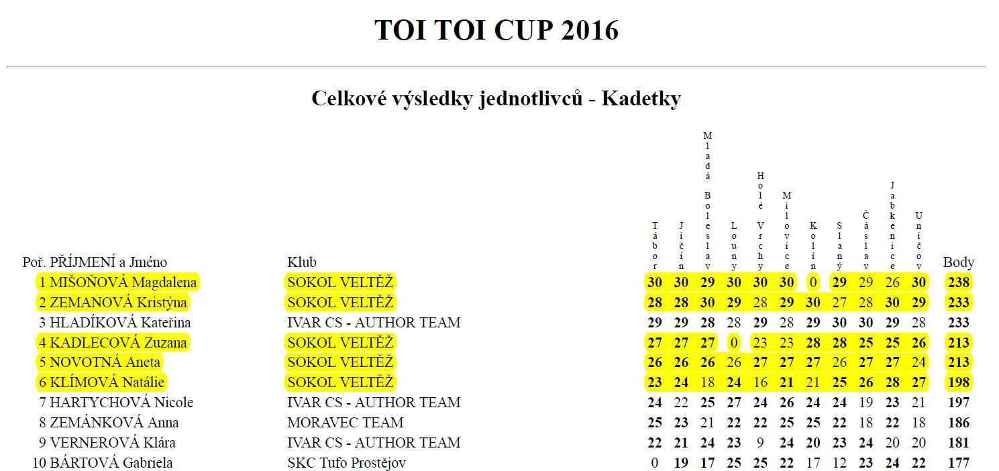 TOI TOI CUP 2016
Celkové výsledky jednotlivců - Kadetky
Poř. PŘÍJMENÍ a Jméno Klub Tábor Jičín Mladá Boleslav Louny Holé Vrchy Milovice Kolín Slaný Čáslav Jabkenice Uničov Body
1 MIŠOŇOVÁ Magdalena SOKOL VELTĚŽ 30 30 29 30 30 30 0 29 29 26 30 238
2 ZEMANOVÁ Kristýna SOKOL VELTĚŽ 28 28 30 29 28 29 30 27 28 30 29 233
3 HLADÍKOVÁ Kateřina IVAR CS - AUTHOR TEAM 29 29 28 28 29 28 29 30 30 29 28 233
4 KADLECOVÁ Zuzana SOKOL VELTĚŽ 27 27 27 0 23 23 28 28 25 25 26 213
5 NOVOTNÁ Aneta SOKOL VELTĚŽ 26 26 26 26 27 27 27 26 27 27 24 213
6 KLÍMOVÁ Natálie SOKOL VELTĚŽ 23 24 18 24 16 21 21 25 26 28 27 198
7 HARTYCHOVÁ Nicole IVAR CS - AUTHOR TEAM 24 22 25 27 24 26 24 24 19 23 21 197
8 ZEMÁNKOVÁ Anna MORAVEC TEAM 25 23 21 22 22 25 25 22 18 22 18 186
9 VERNEROVÁ Klára IVAR CS - AUTHOR TEAM 22 21 24 23 9 24 20 23 24 20 20 181
10 BÁRTOVÁ Gabriela SKC Tufo Prostějov 0 19 17 25 25 22 17 12 23 24 22 177